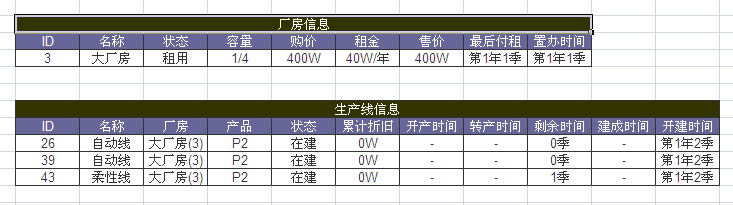 厂房信息
ID 名称 状态 容量 购价 租金 售价 最后付租 置办时间
3 大厂房 租用 1/4 400W 40W/年 400W 第1年1季 第1年1季
生产线信息
ID 名称 厂房 产品 状态 累计折旧 开产时间 转产时间 剩余时间 建成时间 开建时间
26 自动线 大厂房(3) P2 在建 0W - - 0季 - 第1年2季
39 自动线 大厂房(3) P2 在建 0W - - 0季 - 第1年2季
43 柔性线 大厂房(3) P2 在建 0W - - 1季 - 第1年2季